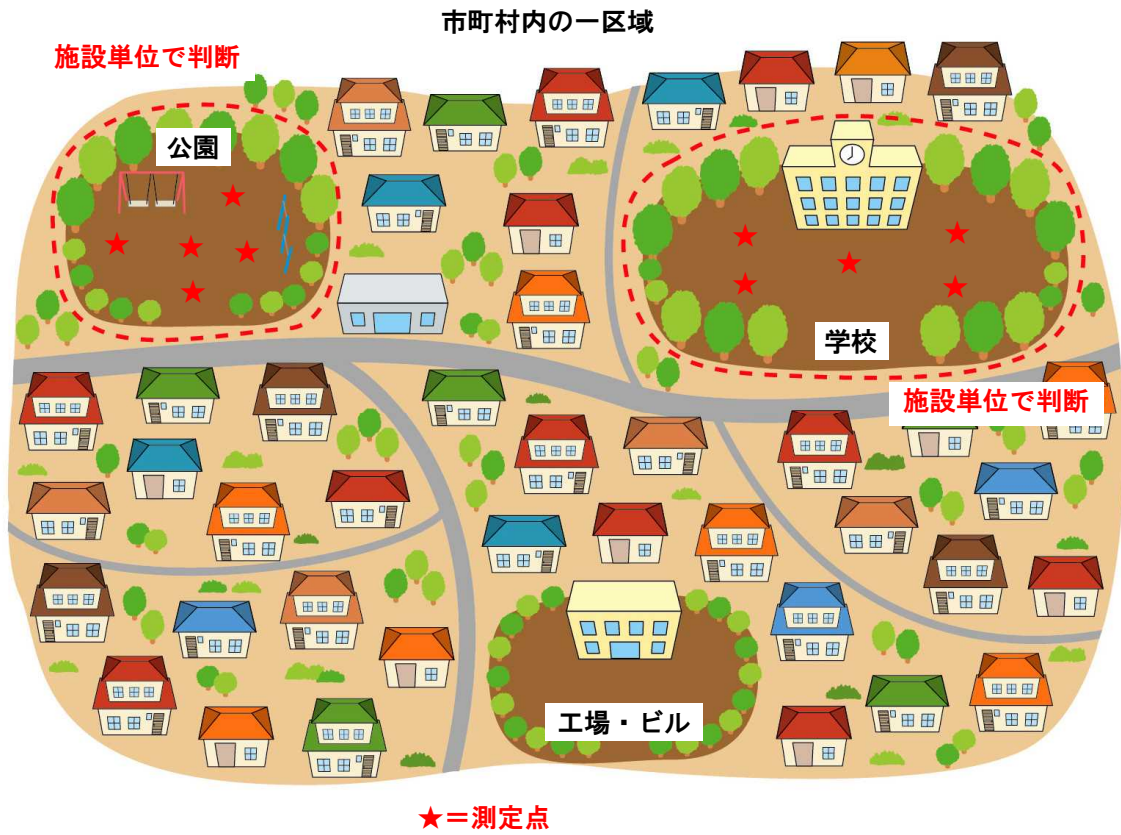 市町村内の一区域
施設単位で判断
公園
学校
施設単位で判断
工場・ビル
★＝測定点